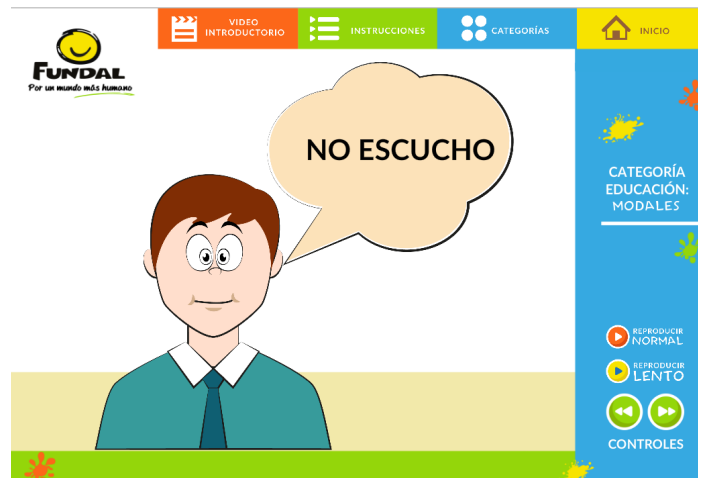 FUNDAL
Por un mundo más humano
VIDEO
INTRODUCTORIO
INSTRUCCIONES
CATEGORÍAS
INICIO
NO ESCUCHO
CATEGORÍA
EDUCACIÓN:
MODALES
REPRODUCIR
NORMAL
REPRODUCIR
LENTO
CONTROLES